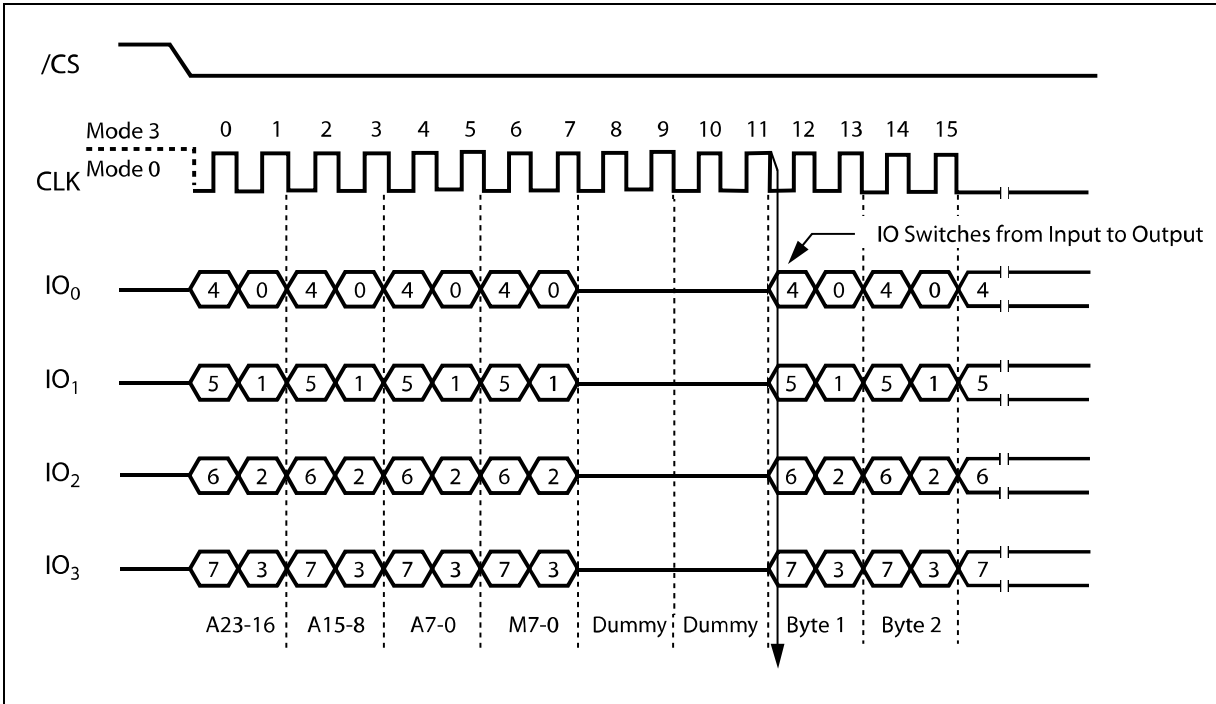 /CS
Mode 3
0 1 2 3 4 5 6 7 8 9 10 11 12 13 14 15
CLK
Mode 0
IO Switches from Input to Output
IO0 4 0 4 0 4 0 4 0 4 0 4 0 4
IO1 5 1 5 1 5 1 5 1 5 1 5 1 5
IO2 6 2 6 2 6 2 6 2 6 2 6 2 6
IO3 7 3 7 3 7 3 7 3 7 3 7 3 7
A23-16 A15-8 A7-0 M7-0 Dummy Dummy Byte 1 Byte 2